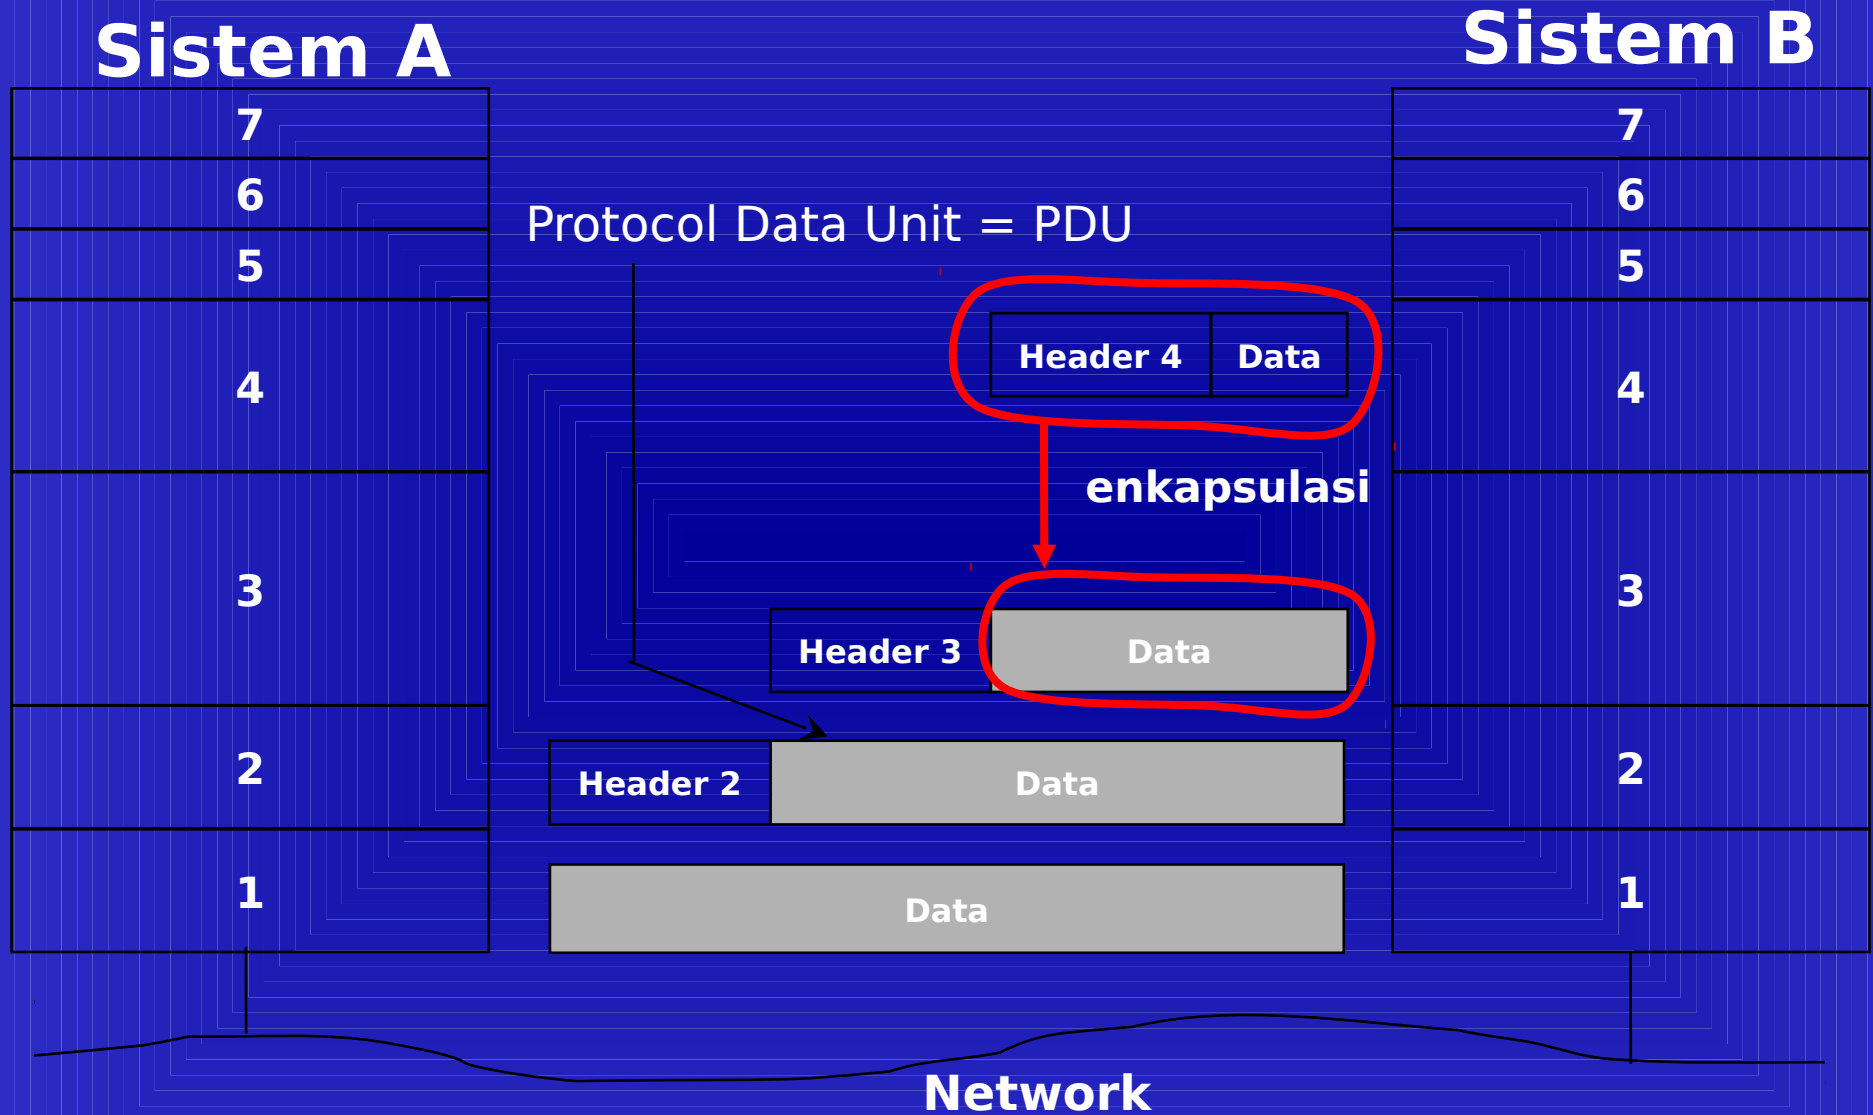 Sistem A
Sistem B
7
7
6
6
Protocol Data Unit = PDU
5
5
Header 4
Data
4
4
enkapsulasi
3
3
Header 3
Data
2
2
Header 2
Data
1
1
Data
Network